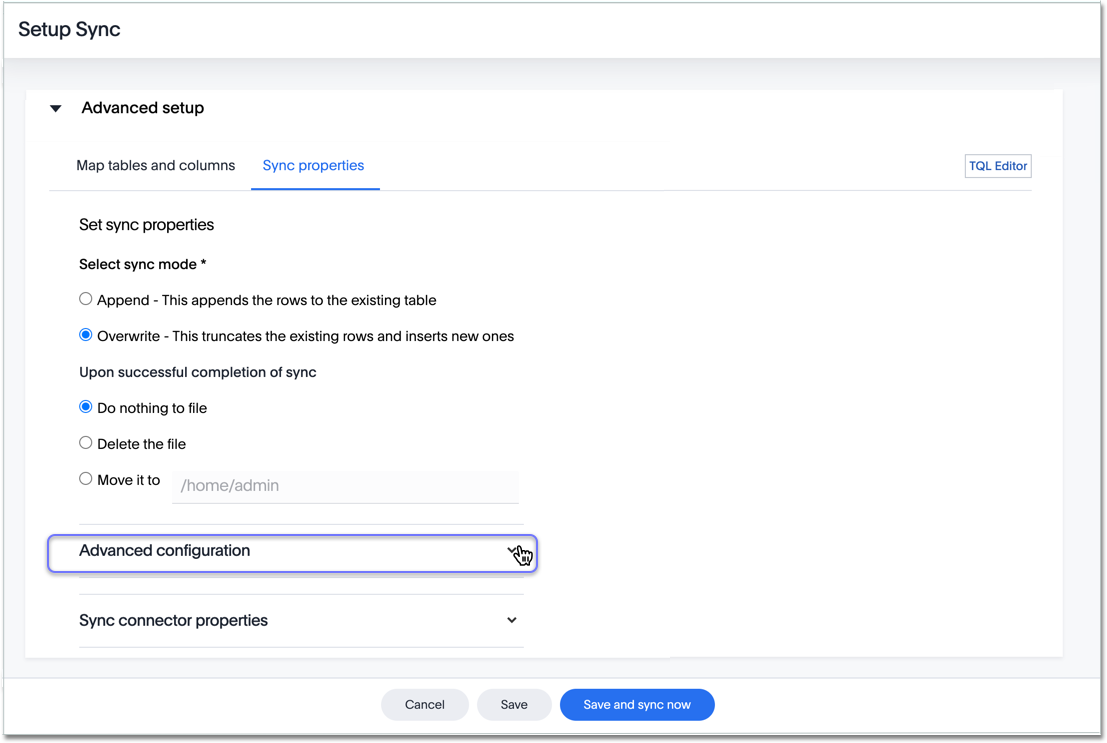 Setup Sync
Advanced setup
Map tables and columns
Sync properties
TQL Editor
Set sync properties
Select sync mode *
Append - This appends the rows to the existing table
Overwrite - This truncates the existing rows and inserts new ones
Upon successful completion of sync
Do nothing to file
Delete the file
Move it to
/home/admin
Advanced configuration
Sync connector properties
Cancel
Save
Save and sync now